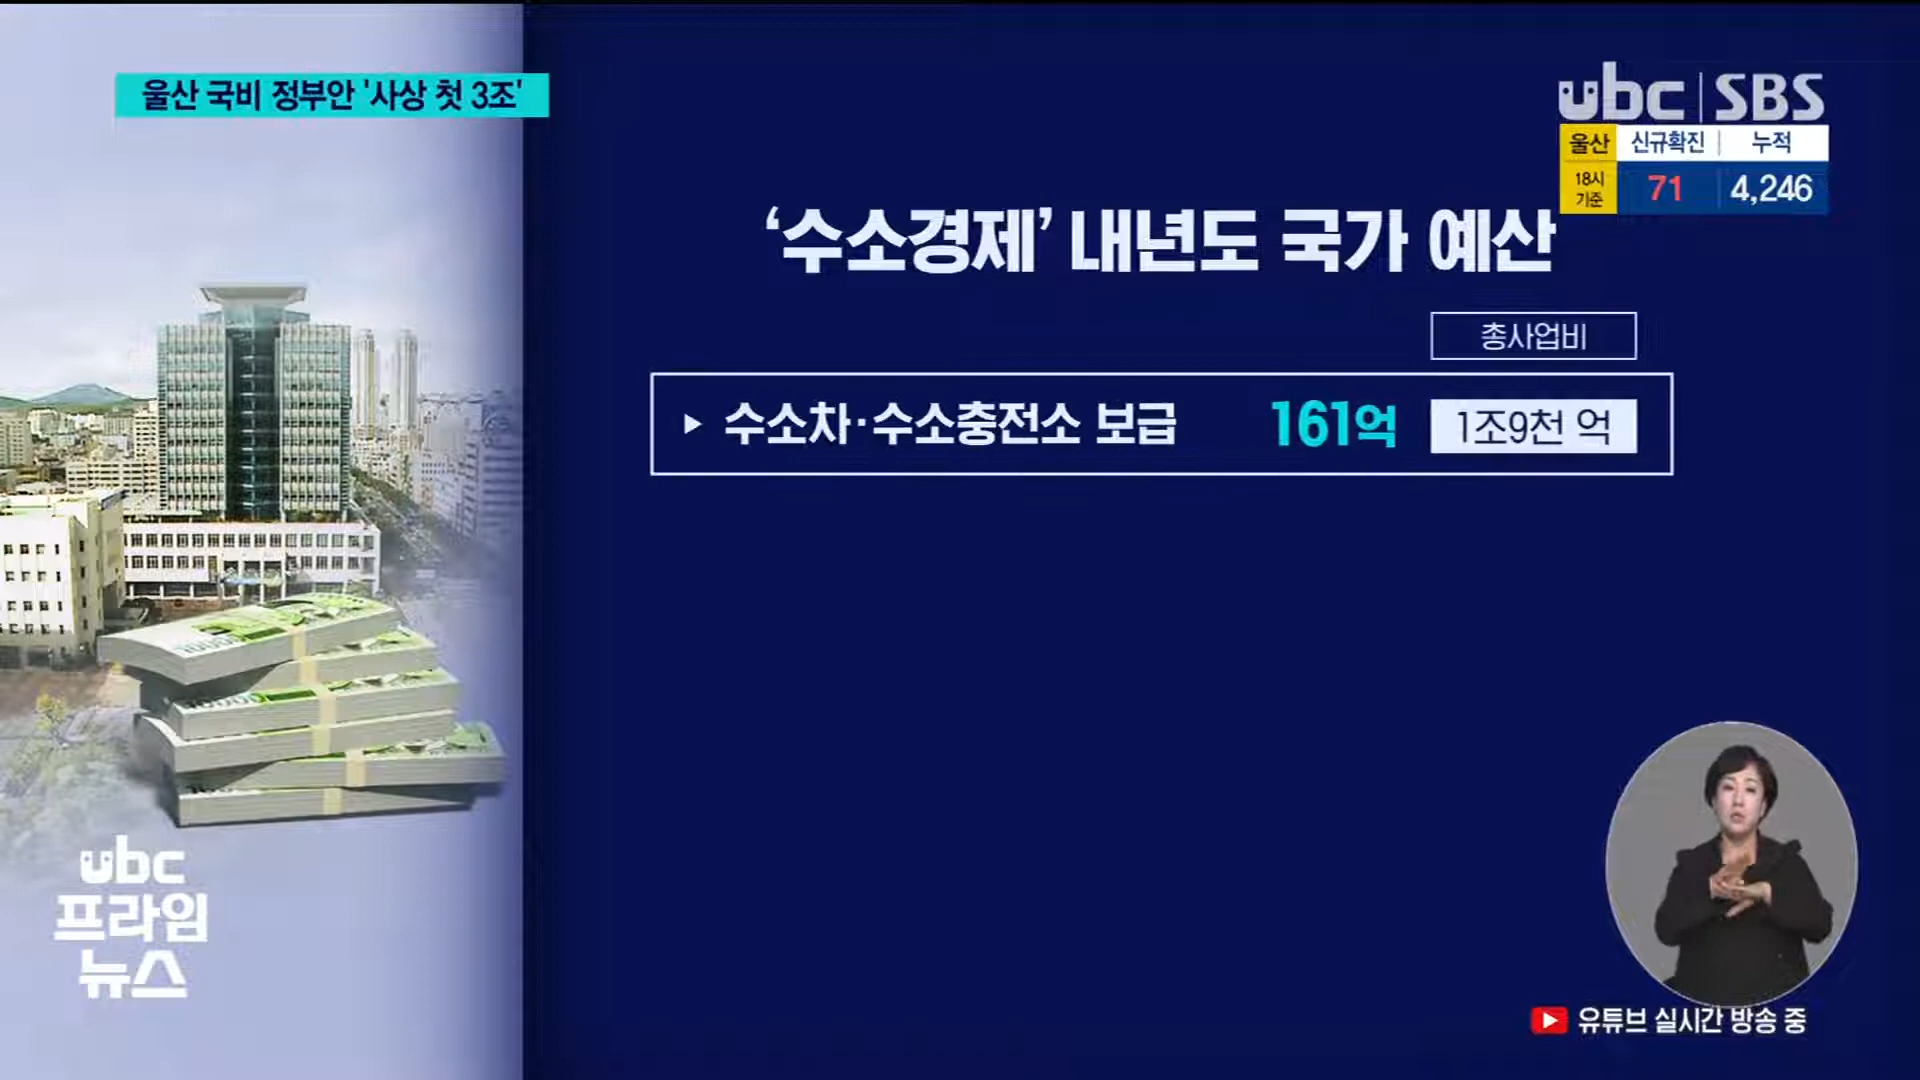 울산 국비 정부안 '사상 첫 3조'
ubc SBS
울산 신규확진 누적
18시 기준 71 4,246
'수소경제' 내년도 국가 예산
총사업비
▶ 수소차·수소충전소 보급 161억 1조9천 억
ubc
프라임
뉴스
유튜브 실시간 방송 중